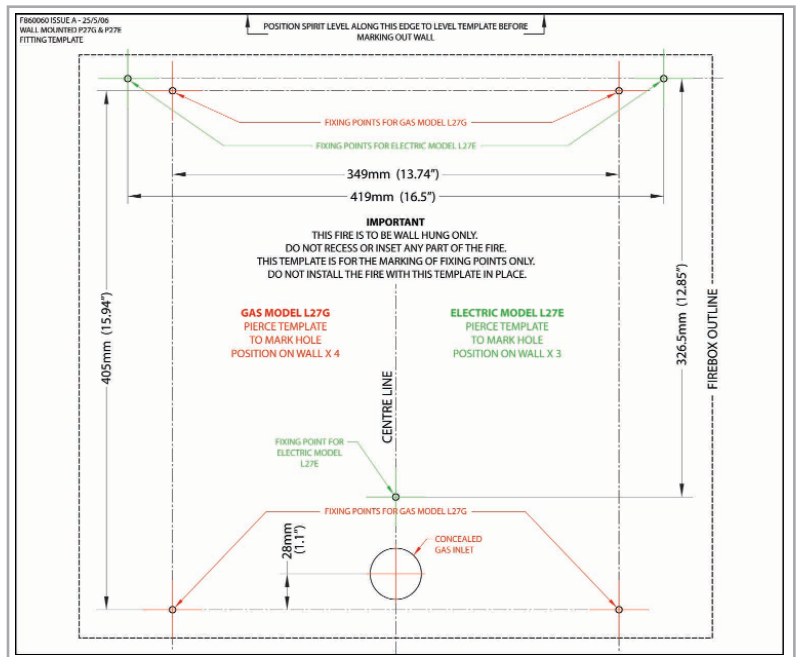 F860060 ISSUE A - 25/5/06
WALL MOUNTED P27G & P27E
FITTING TEMPLATE
POSITION SPIRIT LEVEL ALONG THIS EDGE TO LEVEL TEMPLATE BEFORE
MARKING OUT WALL
FIXING POINTS FOR GAS MODEL L27G
FIXING POINTS FOR ELECTRIC MODEL L27E
349mm (13.74")
419mm (16.5")
IMPORTANT
THIS FIRE IS TO BE WALL HUNG ONLY.
DO NOT RECESS OR INSET ANY PART OF THE FIRE.
THIS TEMPLATE IS FOR THE MARKING OF FIXING POINTS ONLY.
DO NOT INSTALL THE FIRE WITH THIS TEMPLATE IN PLACE.
GAS MODEL L27G
PIERCE TEMPLATE
TO MARK HOLE
POSITION ON WALL X 4
ELECTRIC MODEL L27E
PIERCE TEMPLATE
TO MARK HOLE
POSITION ON WALL X 3
405mm (15.94")
326.5mm (12.85")
FIREBOX OUTLINE
CENTRE LINE
FIXING POINT FOR
ELECTRIC MODEL
L27E
FIXING POINTS FOR GAS MODEL L27G
28mm
(1.1")
CONCEALED
GAS INLET